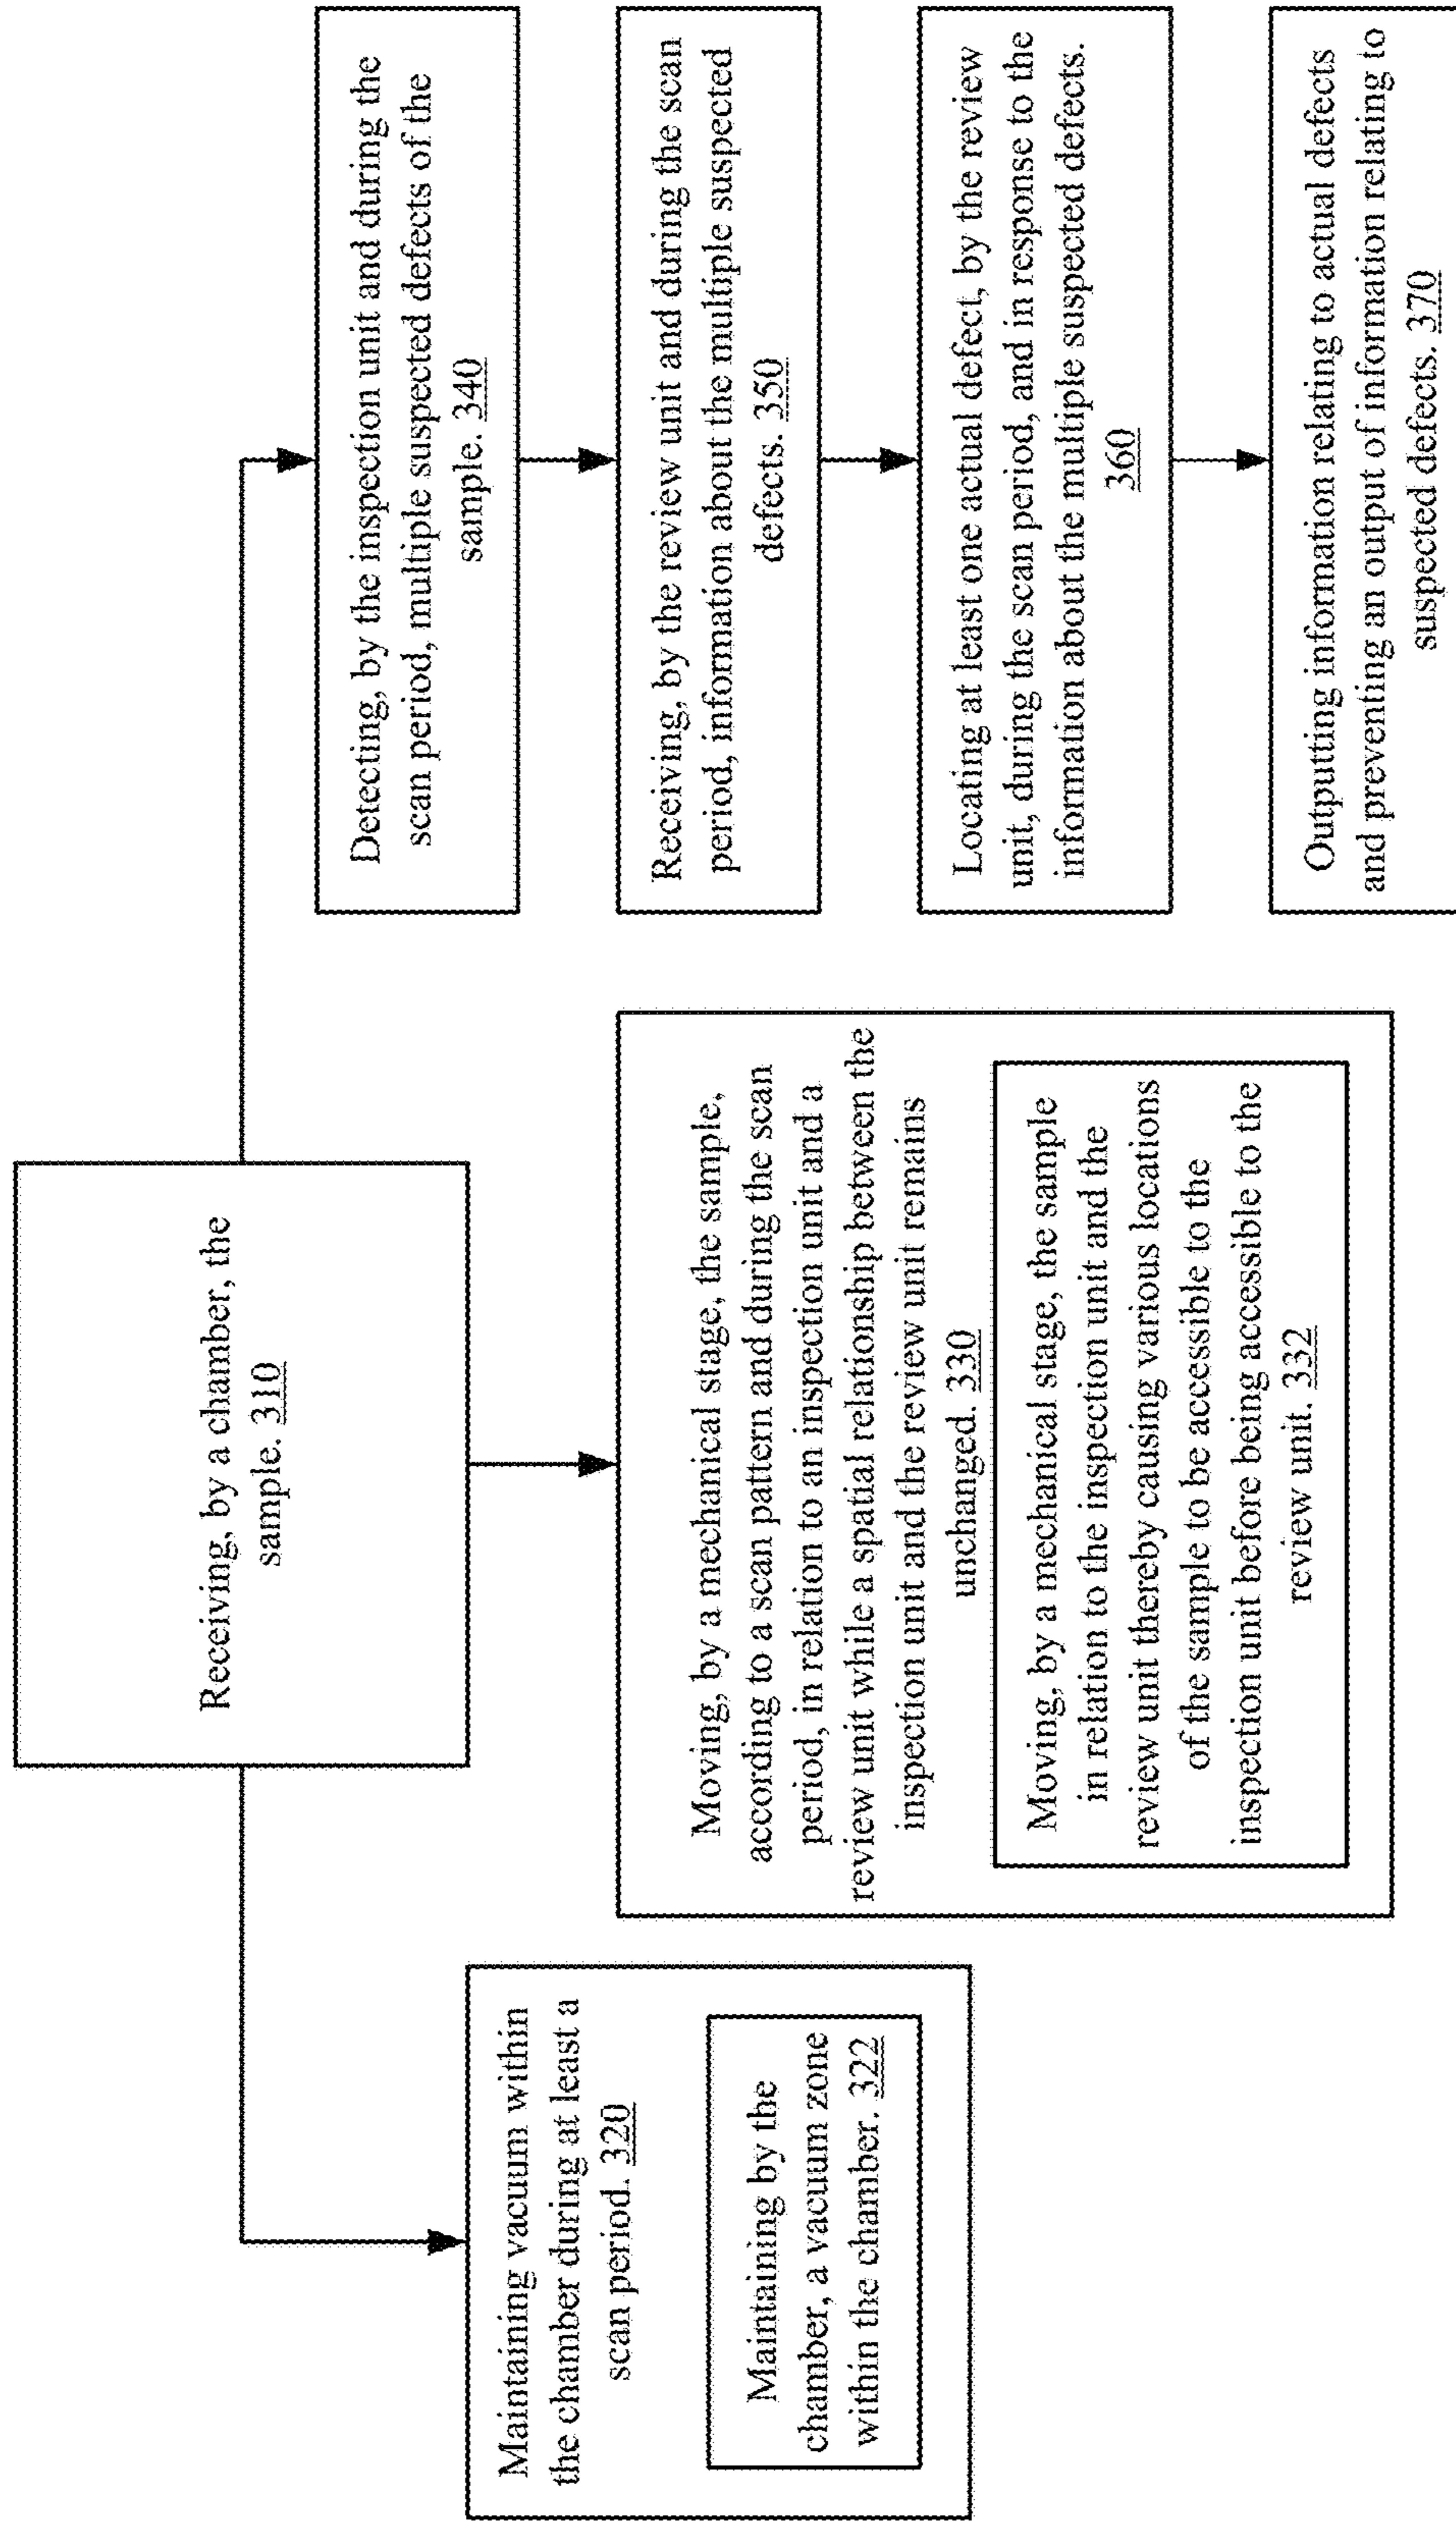 Receiving, by a chamber, the
sample. 310
Maintaining vacuum within
the chamber during at least a
scan period. 320
Maintaining by the
chamber, a vacuum zone
within the chamber. 322
Moving, by a mechanical stage, the sample,
according to a scan pattern and during the scan
period, in relation to an inspection unit and a
review unit while a spatial relationship between the
inspection unit and the review unit remains
unchanged. 330
Moving, by a mechanical stage, the sample
in relation to the inspection unit and the
review unit thereby causing various locations
of the sample to be accessible to the
inspection unit before being accessible to the
review unit. 332
Detecting, by the inspection unit and during the
scan period, multiple suspected defects of the
sample. 340
Receiving, by the review unit and during the scan
period, information about the multiple suspected
defects. 350
Locating at least one actual defect, by the review
unit, during the scan period, and in response to the
information about the multiple suspected defects.
360
Outputing information relating to actual defects
and preventing an output of information relating to
suspected defects. 370